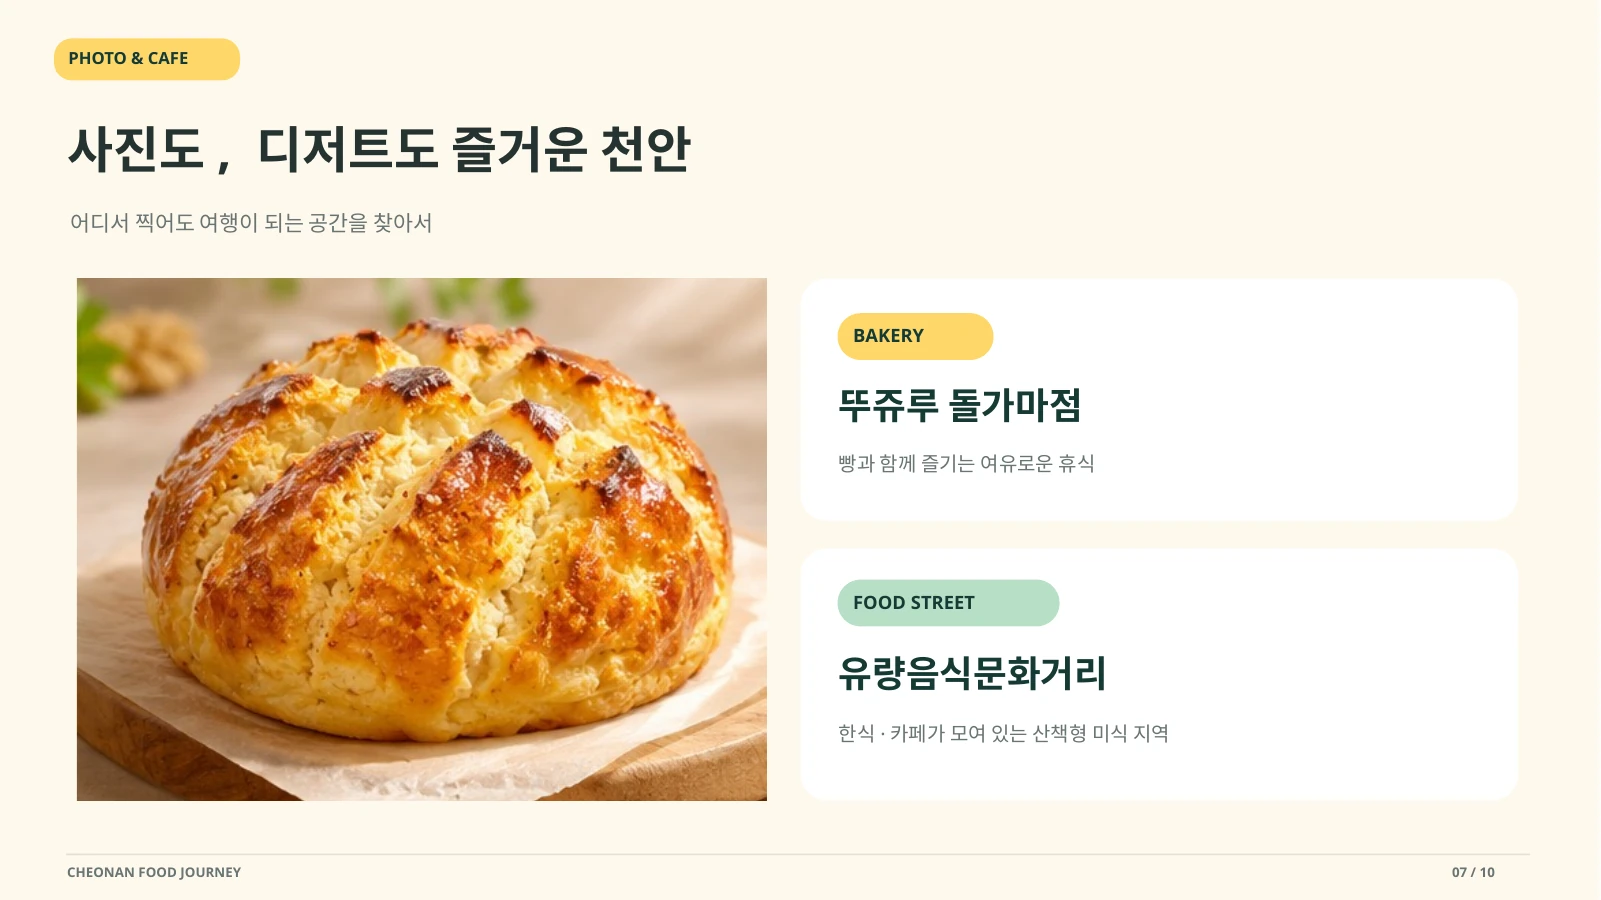 PHOTO & CAFE
사진도 , 디저트도 즐거운 천안
어디서 찍어도 여행이 되는 공간을 찾아서
BAKERY
뚜쥬루 돌가마점
빵과 함께 즐기는 여유로운 휴식
FOOD STREET
유량음식문화거리
한식 · 카페가 모여 있는 산책형 미식 지역
CHEONAN FOOD JOURNEY
07 / 10